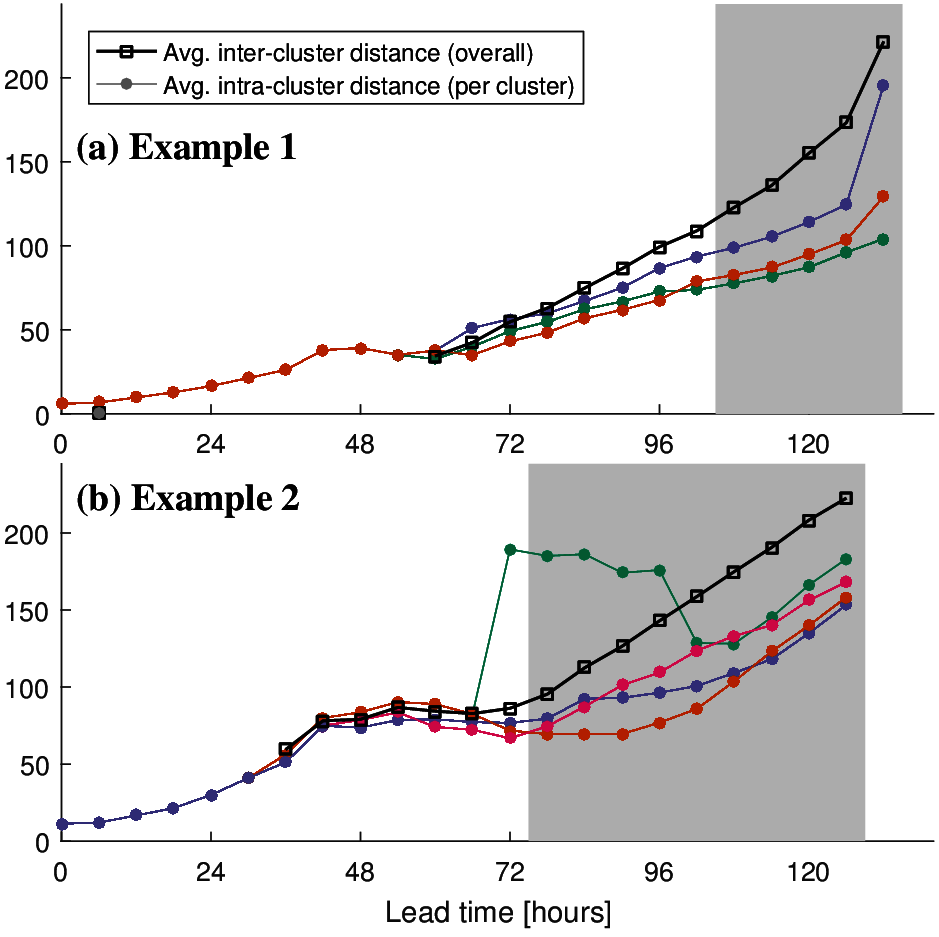 Avg. inter-cluster distance (overall)
Avg. intra-cluster distance (per cluster)
(a) Example 1
200
150
100
50
0
0 24 48 72 96 120
(b) Example 2
200
150
100
50
0
0 24 48 72 96 120
Lead time [hours]